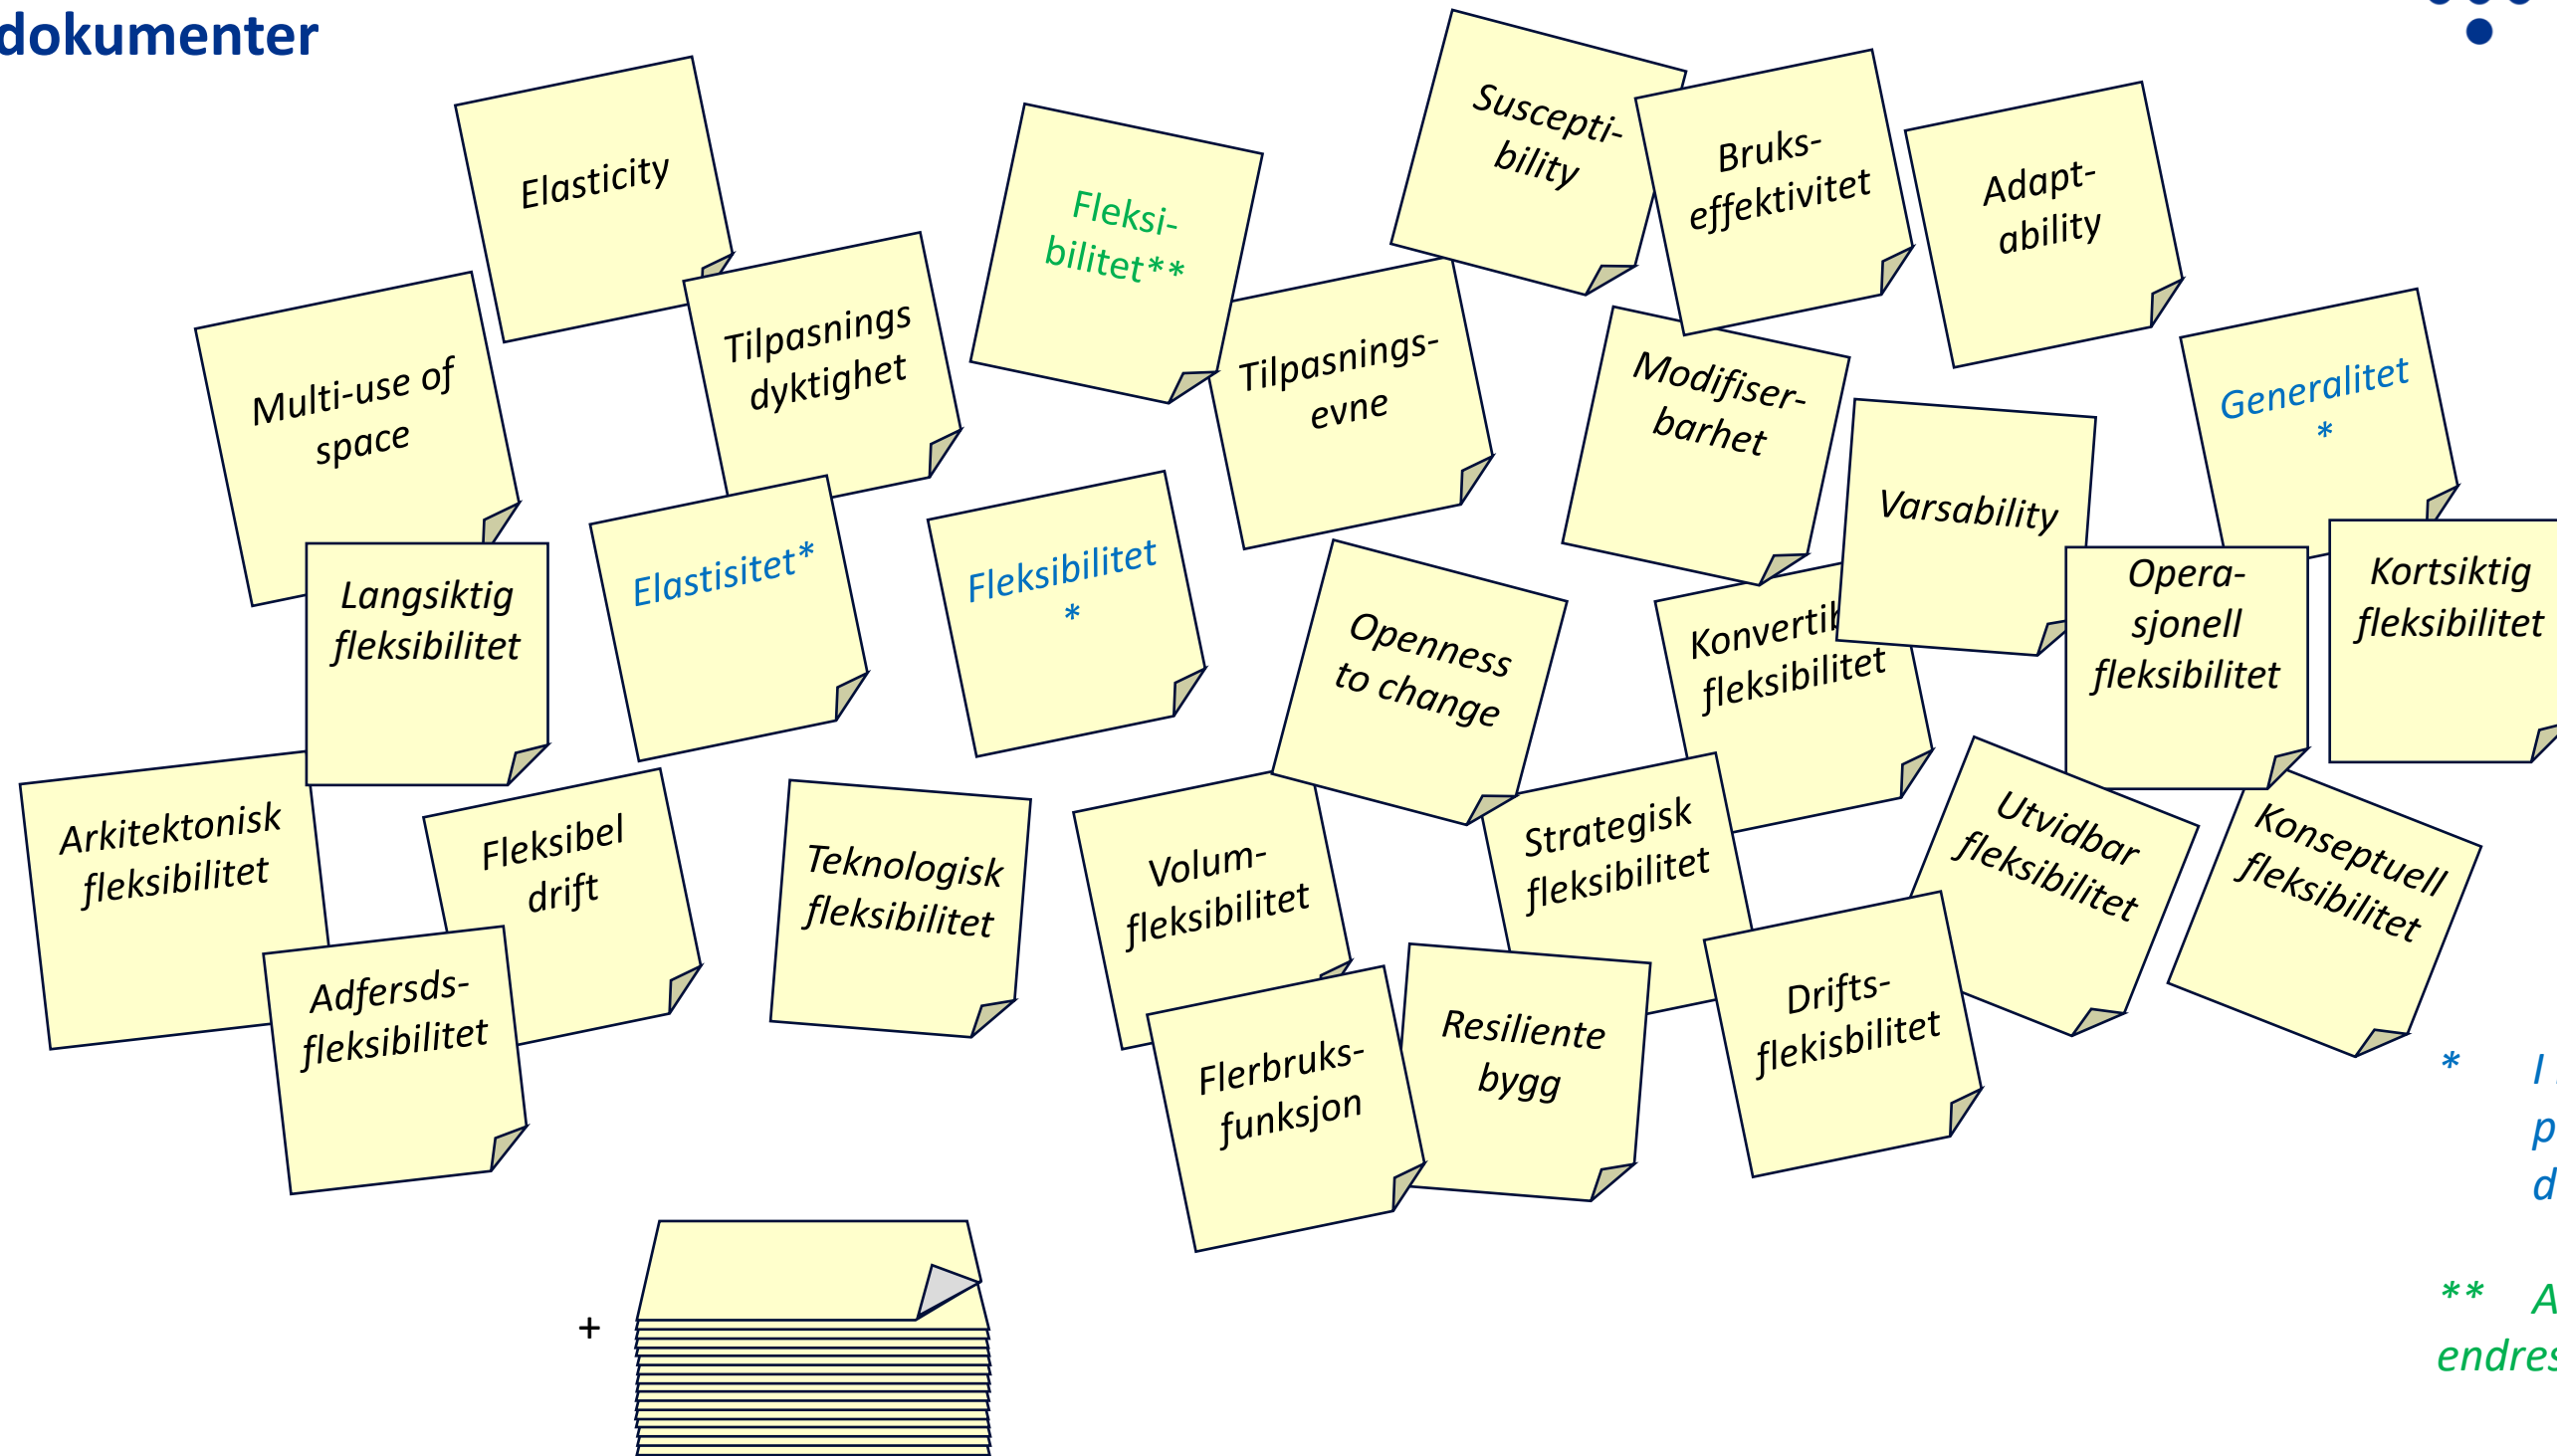 dokumenter
Elasticity
Fleksi-
bilitet**
Suscepti-
bility
Bruks-
effektivitet
Adapt-
ability
Multi-use of
space
Tilpasnings
dyktighet
Tilpasnings-
evne
Modifiser-
barhet
Varsability
Generalitet
*
Langsiktig
fleksibilitet
Elastisitet*
Fleksibilitet
*
Openness
to change
fleksibilitet
Opera-
sjonell
fleksibilitet
Kortsiktig
fleksibilitet
Arkitektonisk
fleksibilitet
Fleksibel
drift
Teknologisk
fleksibilitet
Volum-
fleksibilitet
Strategisk
fleksibilitet
Utvidbar
fleksibilitet
Konseptuell
fleksibilitet
Adfersds-
fleksibilitet
Flerbruks-
funksjon
Resiliente
bygg
Drifts-
flekisbilitet
*
**
+